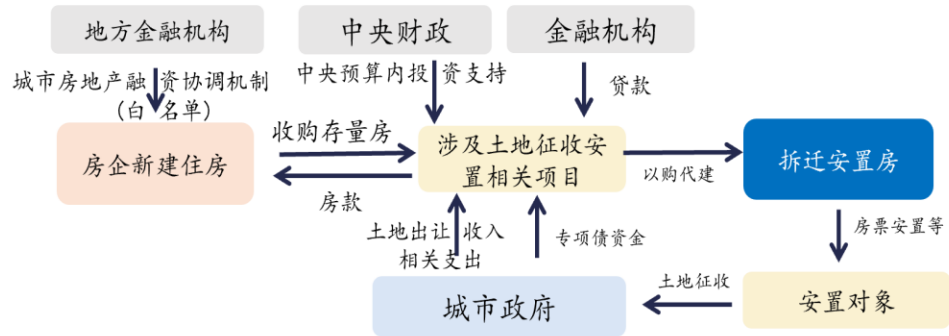 地方金融机构
中央财政
金融机构
城市房地产融 资协调机制
(白 名单)
中央预算内投 资支持
贷款
房企新建住房
收购存量房
房款
涉及土地征收安
置相关项目
以购代建
拆迁安置房
土地出让 收入
相关支出
专项债资金
房票安置等
城市政府
土地征收
安置对象